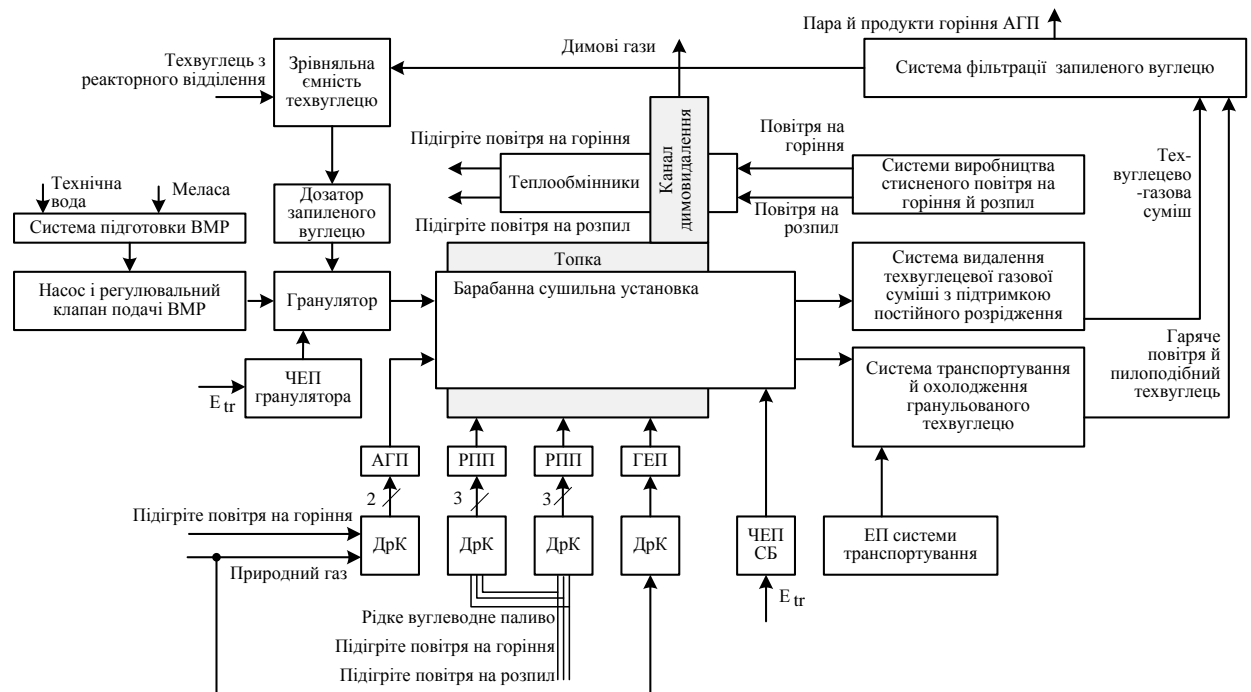 Пара й продукти горіння АГП
Димові гази
Техвуглець з
реакторного відділення
Зрівняльна
ємність
техвуглецю
Система фільтрації запиленого вуглецю
Підігріте повітря на горіння
Повітря на
горіння
Канал
димовидалення
Теплообмінники
Системи виробництва
стисненого повітря на
горіння й розпил
Тех-
вуглецево
-газова
суміш
Технічна
вода
Меласа
Дозатор
запиленого
вуглецю
Підігріте повітря на розпил
Повітря на
розпил
Система підготовки ВМР
Топка
Система видалення
техвуглецевої газової
суміші з підтримкою
постійного розрідження
Насос і регулювальний
клапан подачі ВМР
Гранулятор
Барабанна сушильна установка
Гаряче
повітря й
пилоподібний
техвуглець
ЧЕП
гранулятора
E tr
Система транспортування
й охолодження
гранульованого
техвуглецю
АГП
РПП
РПП
ГЕП
2
3
3
Підігріте повітря на горіння
ДрК
ДрК
ДрК
ДрК
ЧЕП
СБ
ЕП системи
транспортування
Природний газ
E tr
Рідке вуглеводне паливо
Підігріте повітря на горіння
Підігріте повітря на розпил